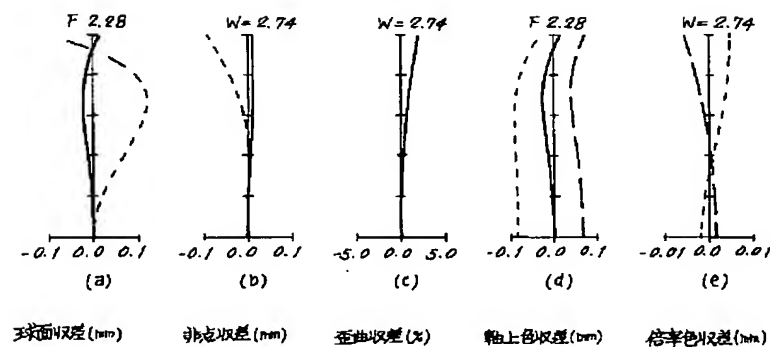 F 2.28 W=2.74 W=2.74 F 2.28 W=2.74
-0.1 0.0 0.1 -0.1 0.0 0.1 -5.0 0.0 5.0 -0.1 0.0 0.1 -0.01 0.0 0.01
(a) (b) (c) (d) (e)
球面収差(mm) 非点収差(mm) 歪曲収差(%) 軸上色収差(mm) 倍率色収差(mm)